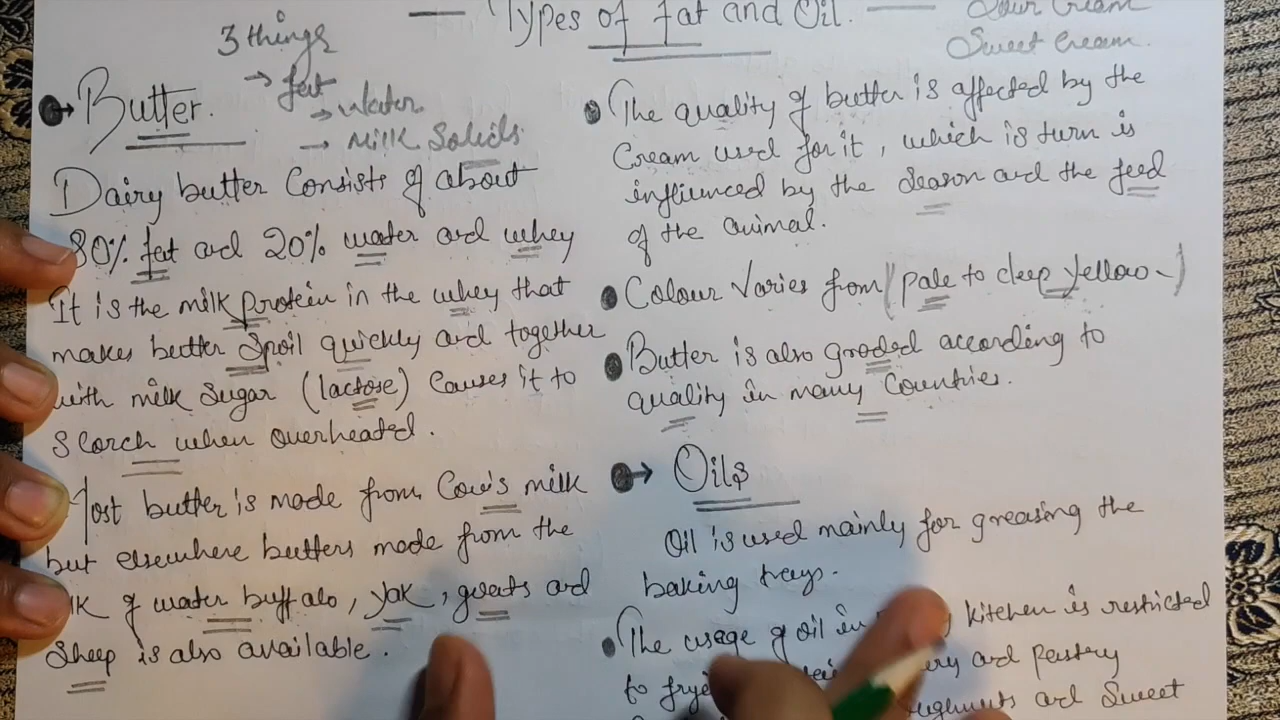 Types of fat and Oil.
Sour Cream
Sweet Cream.
3 things
→ fat
→ water
→ Milk Solids
→ Butter.
Dairy butter Consists of about
80% fat and 20% water and whey
It is the milk protein in the whey that
makes butter Spoil quickly and together
with milk Sugar (lactose) Causes it to
Scorch when overheated.
Most butter is made from Cow's milk
but elsewhere butters made from the
of water buffalo, yak, goats and
Sheep is also available.
The quality of butter is affected by the
Cream used for it, which is turn is
influenced by the Season and the feed
of the animal.
Colour Varies from (pale to deep yellow-)
Butter is also graded according to
quality in many Countries.
→ Oils
Oil is used mainly for greasing the
baking trays.
The usage of oil in kitchen is restricted
to and pastry
and Sweet